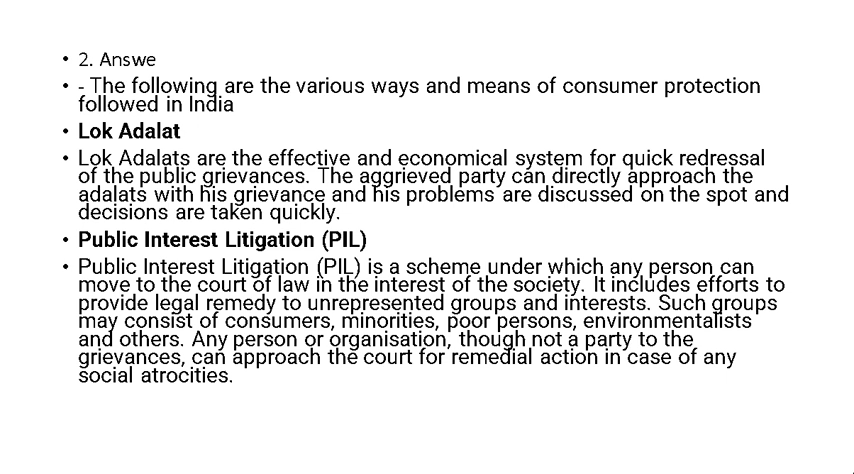 • 2. Answe
• - The following are the various ways and means of consumer protection
followed in India
• Lok Adalat
• Lok Adalats are the effective and economical system for quick redressal
of the public grievances. The aggrieved party can directly approach the
adalats with his grievance and his problems are discussed on the spot and
decisions are taken quickly.
• Public Interest Litigation (PIL)
• Public Interest Litigation (PIL) is a scheme under which any person can
move to the court of law in the interest of the society. It includes efforts to
provide legal remedy to unrepresented groups and interests. Such groups
may consist of consumers, minorities, poor persons, environmentalists
and others. Any person or organisation, though not a party to the
grievances, can approach the court for remedial action in case of any
social atrocities.